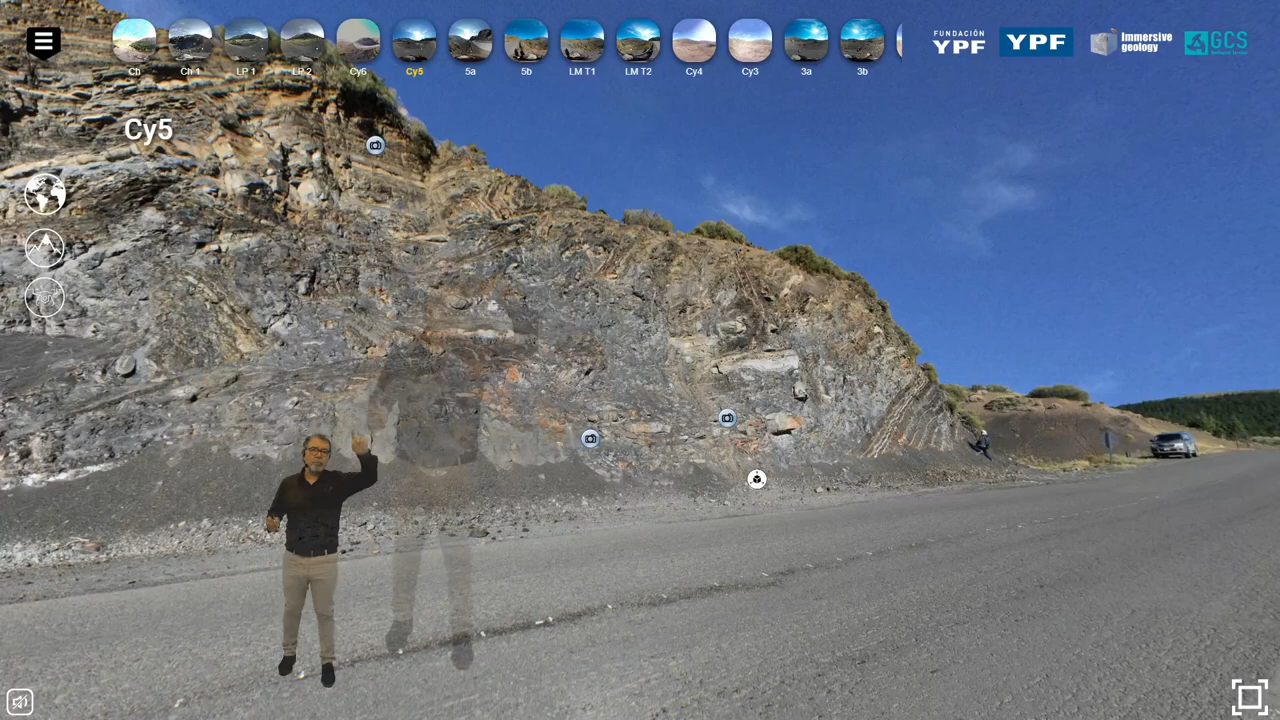 Ch
Ch 1
LP 1
LP 2
Cy6
Cy5
5a
5b
LM T1
LM T2
Cy4
Cy3
3a
3b
FUNDACIÓN
YPF
YPF
Immersive
geology
GCS
Cy5